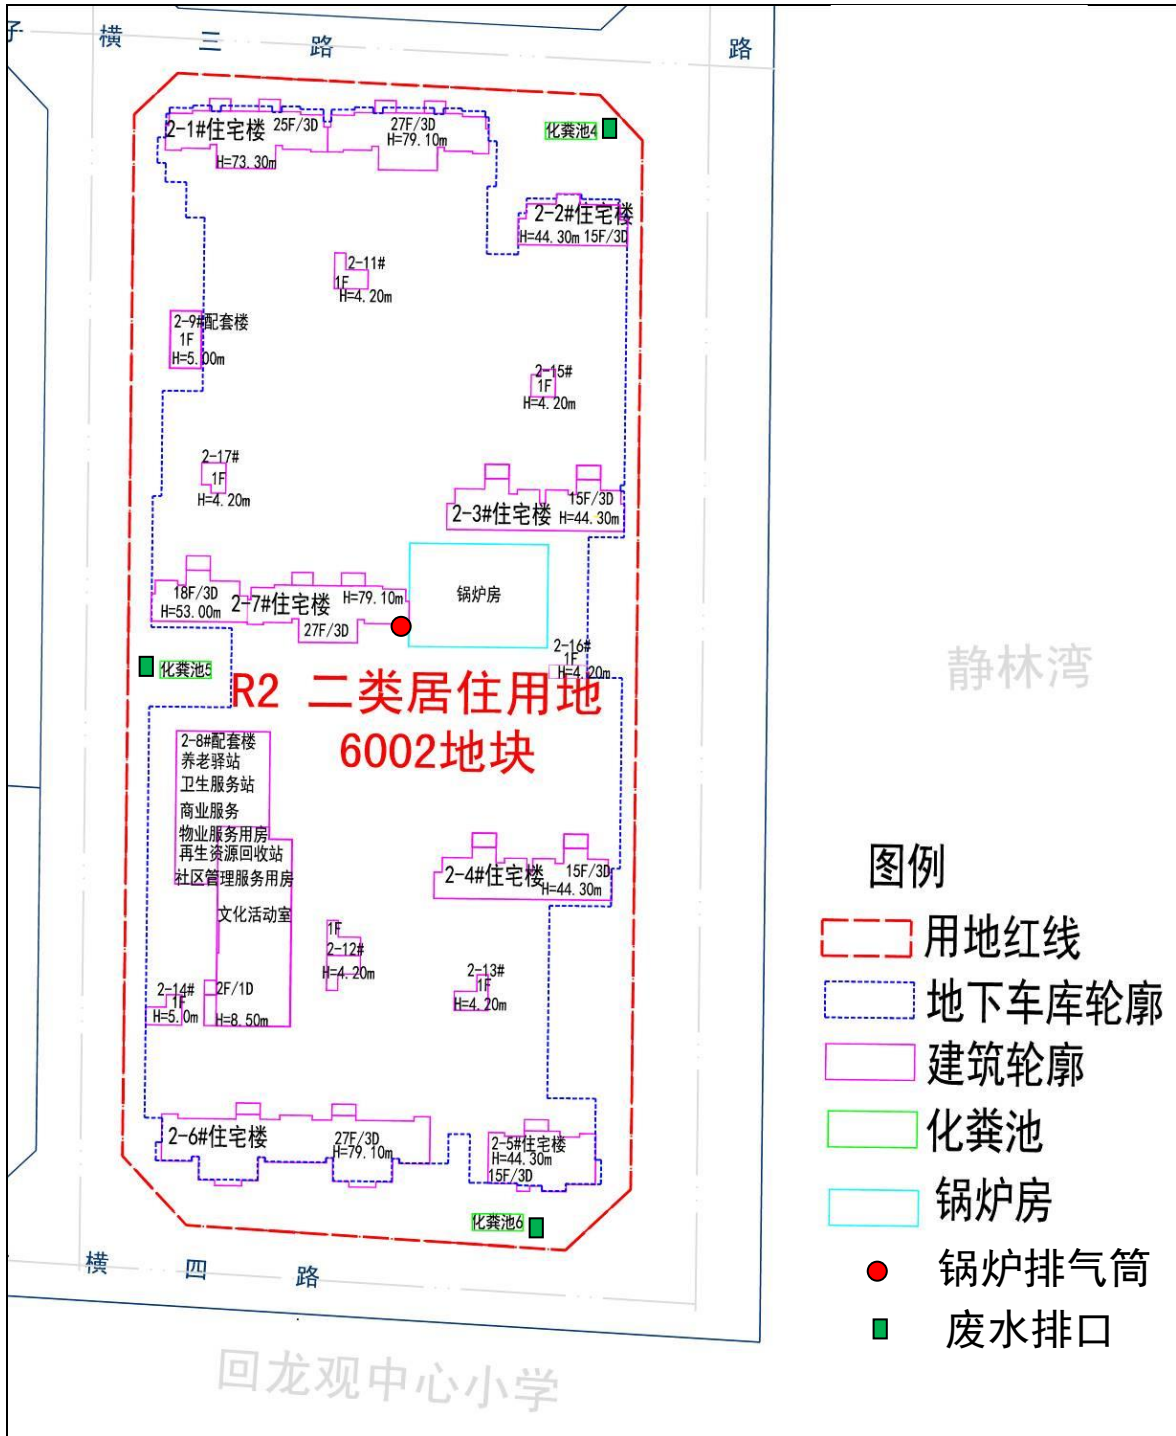 子
横三路
路
2-1#住宅楼
25F/3D
H=73.30m
27F/3D
H=79.10m
化粪池4
2-2#住宅楼
H=44.30m 15F/3D
2-11#
1F
H=4.20m
2-9#配套楼
1F
H=5.00m
2-15#
1F
H=4.20m
2-17#
1F
H=4.20m
2-3#住宅楼
15F/3D
H=44.30m
18F/3D
H=53.00m
2-7#住宅楼
H=79.10m
27F/3D
锅炉房
2-16#
1F
H=4.20m
化粪池5
R2 二类居住用地
6002地块
静林湾
2-8#配套楼
养老驿站
卫生服务站
商业服务
物业服务用房
再生资源回收站
社区管理服务用房
文化活动室
2F/1D
H=8.50m
2-4#住宅楼
15F/3D
H=44.30m
1F
2-12#
H=4.20m
2-13#
1F
H=4.20m
2-14#
1F
H=5.0m
2-6#住宅楼
27F/3D
H=79.10m
2-5#住宅楼
H=44.30m
15F/3D
化粪池6
横四路
回龙观中心小学
图例
用地红线
地下车库轮廓
建筑轮廓
化粪池
锅炉房
锅炉排气筒
废水排口